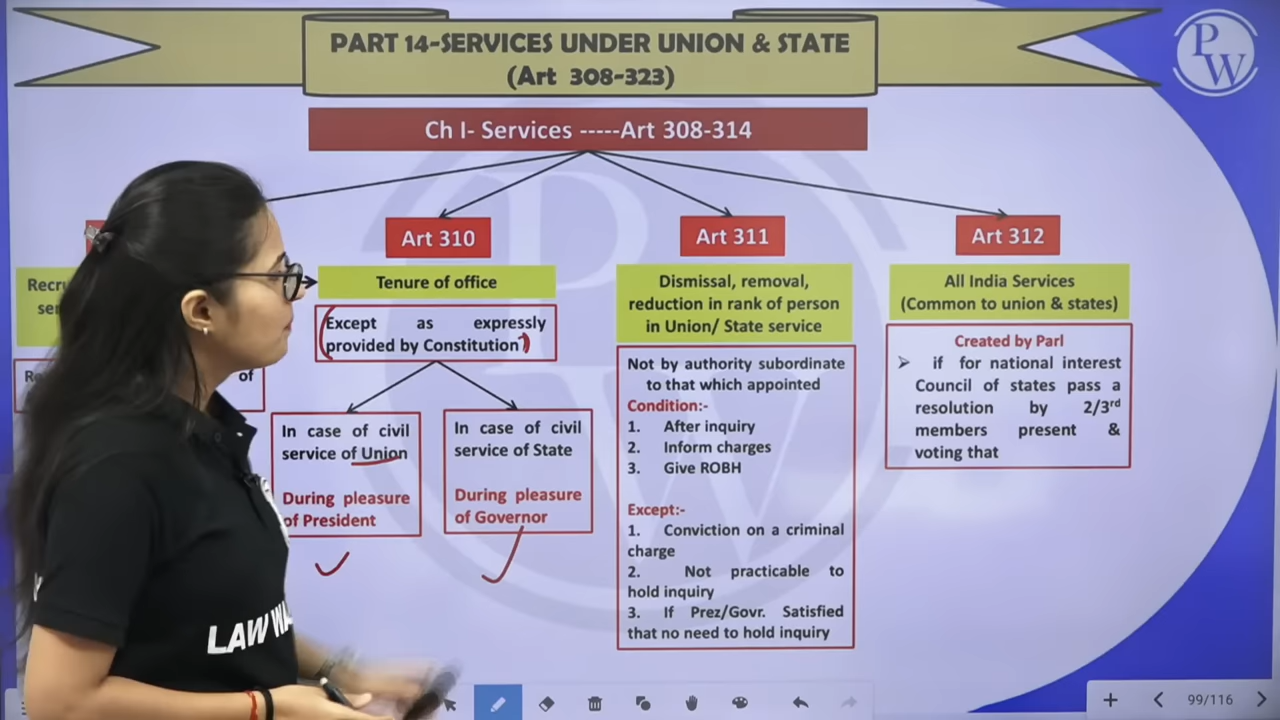 PART 14-SERVICES UNDER UNION & STATE
(Art 308-323)
PW
Ch I- Services -----Art 308-314
Art 310
Art 311
Art 312
Tenure of office
Except as expressly
provided by Constitution
In case of civil
service of Union
During pleasure
of President
In case of civil
service of State
During pleasure
of Governor
Dismissal, removal,
reduction in rank of person
in Union/ State service
Not by authority subordinate
to that which appointed
Condition:-
1. After inquiry
2. Inform charges
3. Give ROBH
Except:-
1. Conviction on a criminal
charge
2. Not practicable to
hold inquiry
3. If Prez/Govr. Satisfied
that no need to hold inquiry
All India Services
(Common to union & states)
Created by Parl
➢ if for national interest
Council of states pass a
resolution by 2/3rd
members present &
voting that
of
LAW
99/116